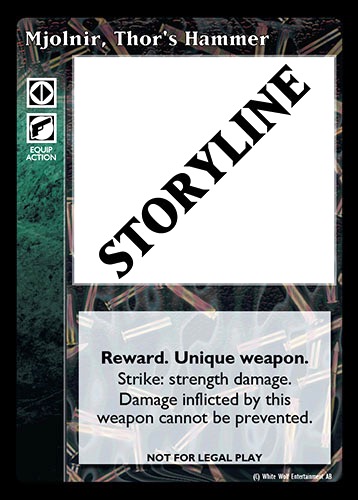 Mjolnir, Thor's Hammer
EQUIP
ACTION
STORYLINE
Reward. Unique weapon.
Strike: strength damage.
Damage inflicted by this
weapon cannot be prevented.
NOT FOR LEGAL PLAY
(C) White Wolf Entertainment AB